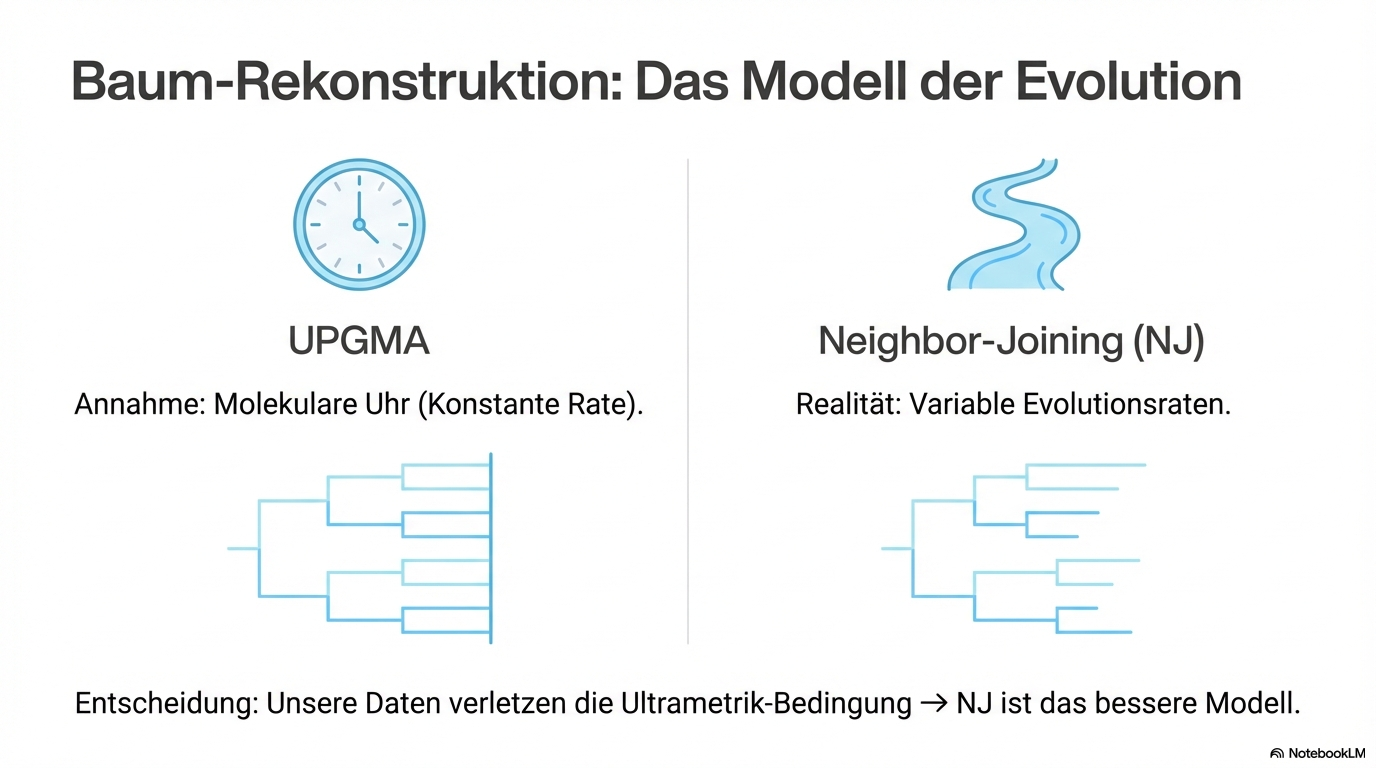 Baum-Rekonstruktion: Das Modell der Evolution
UPGMA
Annahme: Molekulare Uhr (Konstante Rate).
Neighbor-Joining (NJ)
Realität: Variable Evolutionsraten.
Entscheidung: Unsere Daten verletzen die Ultrametrik-Bedingung → NJ ist das bessere Modell.
NotebookLM